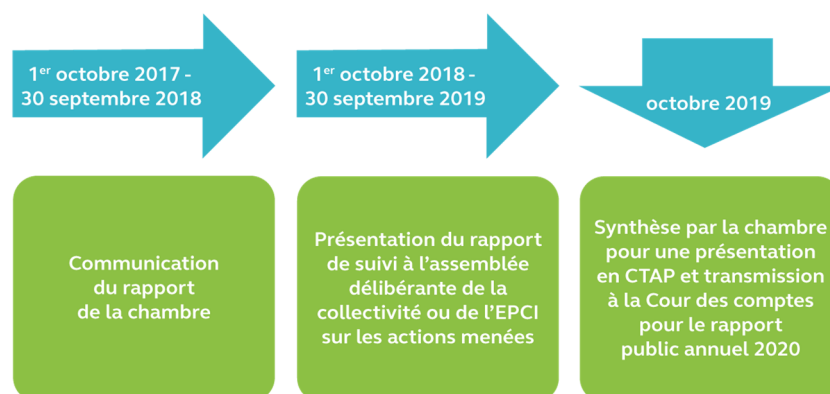 1er octobre 2017 -
30 septembre 2018
1er octobre 2018 -
30 septembre 2019
octobre 2019
Communication
du rapport
de la chambre
Présentation du rapport
de suivi à l’assemblée
délibérante de la
collectivité ou de l’EPCI
sur les actions menées
Synthèse par la chambre
pour une présentation
en CTAP et transmission
à la Cour des comptes
pour le rapport
public annuel 2020